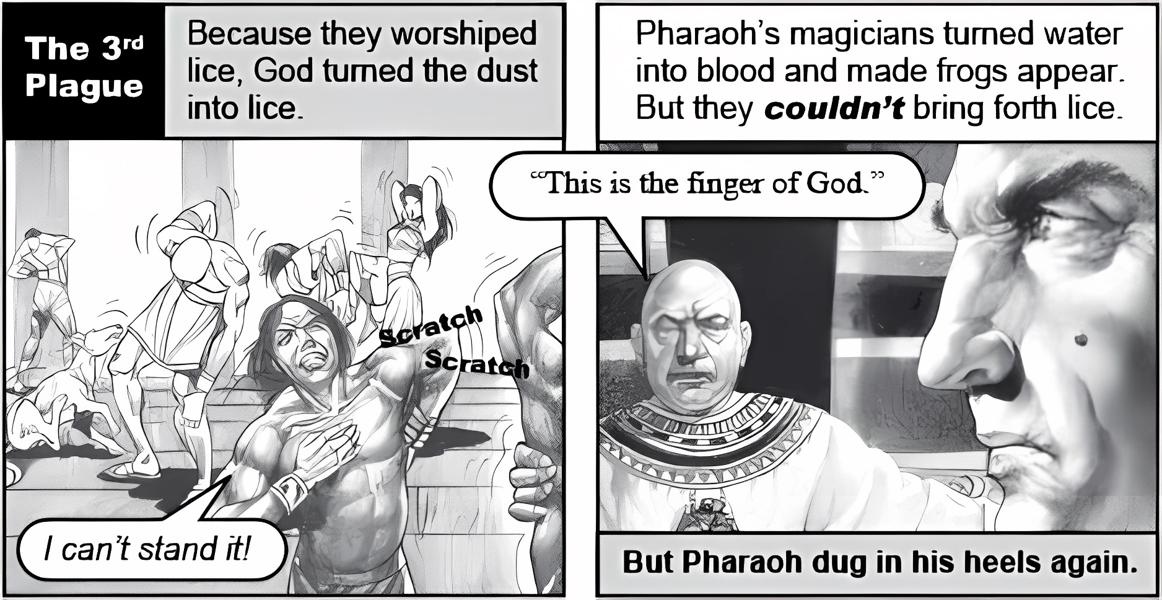 The 3rd
Plague
Because they worshiped
lice, God turned the dust
into lice.
Scratch
Scratch
I can't stand it!
Pharaoh's magicians turned water
into blood and made frogs appear.
But they couldn't bring forth lice.
“This is the finger of God.”
But Pharaoh dug in his heels again.